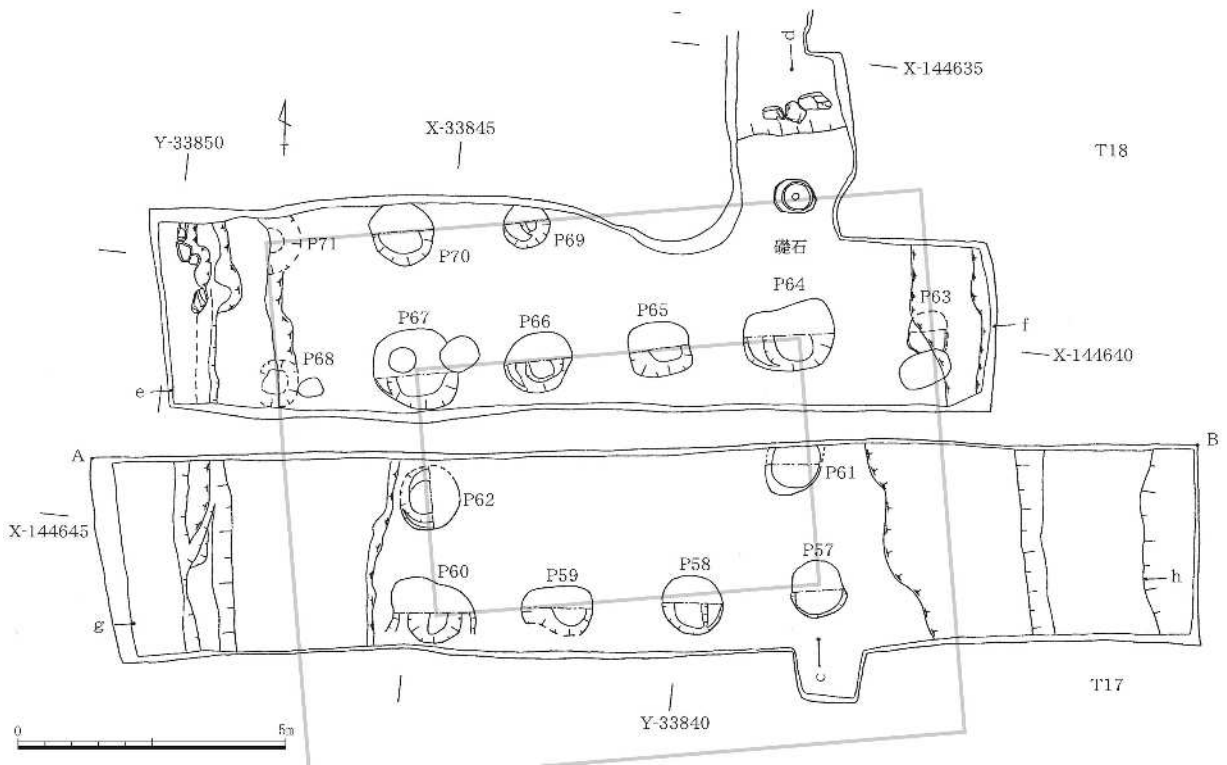 d
X-144635
Y-33850
X-33845
T18
P71
P70
P69
礎石
P67
P66
P65
P64
P63
f
X-144640
P68
e
A
B
P62
P61
X-144645
P60
P59
P58
P57
h
g
c
T17
Y-33840
0
5m